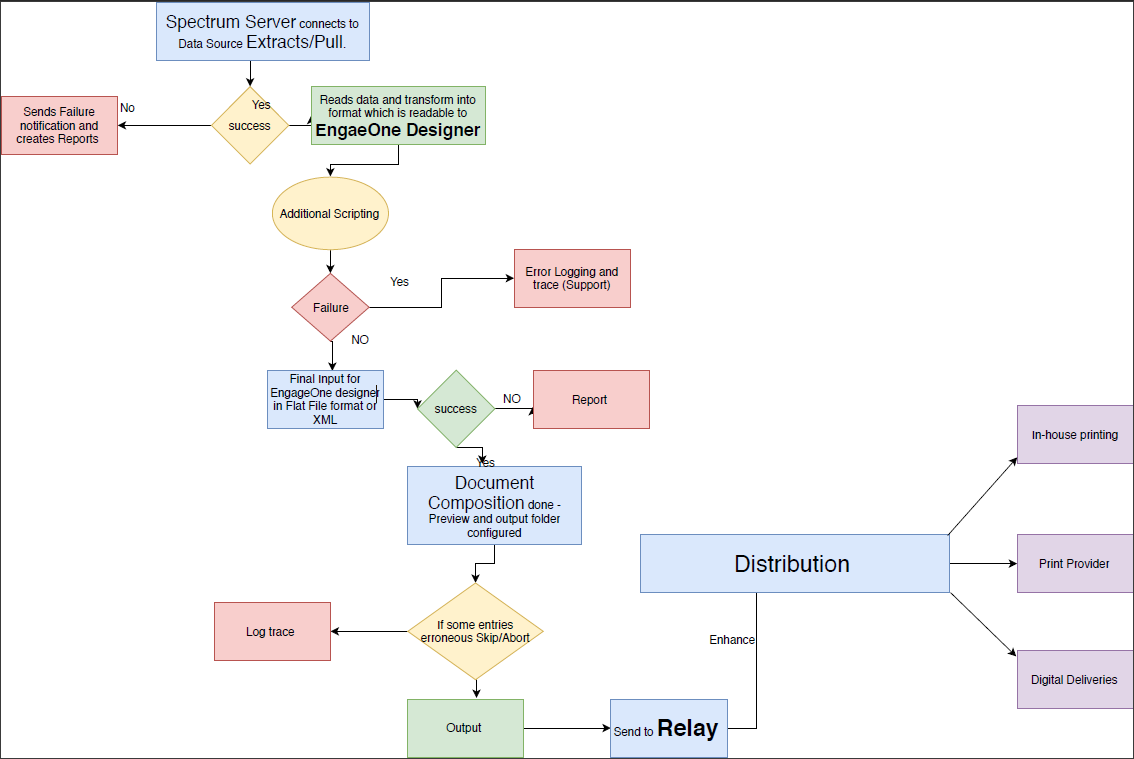 Spectrum Server connects to
Data Source Extracts/Pull.
Sends Failure
notification and
creates Reports
No
Yes
success
Reads data and transform into
format which is readable to
EngaeOne Designer
Additional Scripting
Failure
Yes
Error Logging and
trace (Support)
NO
Final Input for
EngageOne designer
in Flat File format or
XML
success
NO
Report
Yes
Document
Composition done -
Preview and output folder
configured
If some entries
erroneous Skip/Abort
Log trace
Output
Send to Relay
Enhance
Distribution
In-house printing
Print Provider
Digital Deliveries